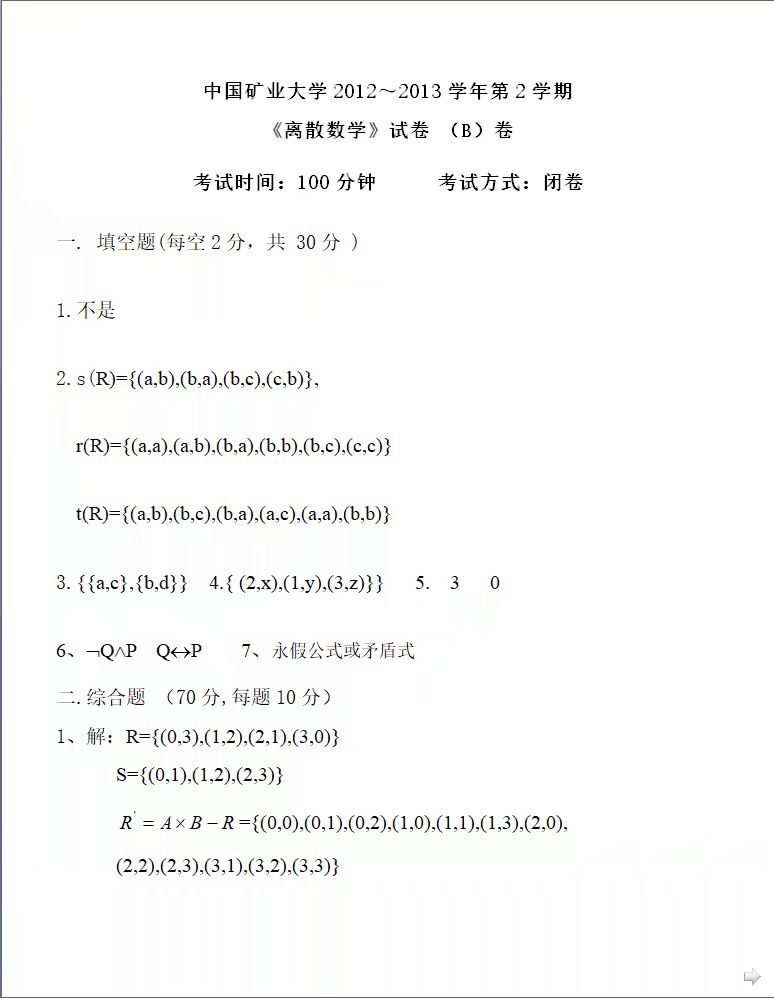 中国矿业大学 2012～2013 学年第 2 学期
《离散数学》试卷 （B）卷
考试时间：100 分钟 考试方式：闭卷
一. 填空题(每空 2 分，共 30 分 )
1. 不是
2. s(R)={(a,b),(b,a),(b,c),(c,b)},
r(R)={(a,a),(a,b),(b,a),(b,b),(b,c),(c,c)}
t(R)={(a,b),(b,c),(b,a),(a,c),(a,a),(b,b)}
3. {{a,c},{b,d}} 4.{ (2,x),(1,y),(3,z)}} 5. 3 0
6、¬Q∧P Q↔P 7、永假公式或矛盾式
二. 综合题 （70 分, 每题 10 分）
1、解：R={(0,3),(1,2),(2,1),(3,0)}
S={(0,1),(1,2),(2,3)}
R' = A × B − R ={(0,0),(0,1),(0,2),(1,0),(1,1),(1,3),(2,0),
(2,2),(2,3),(3,1),(3,2),(3,3)}